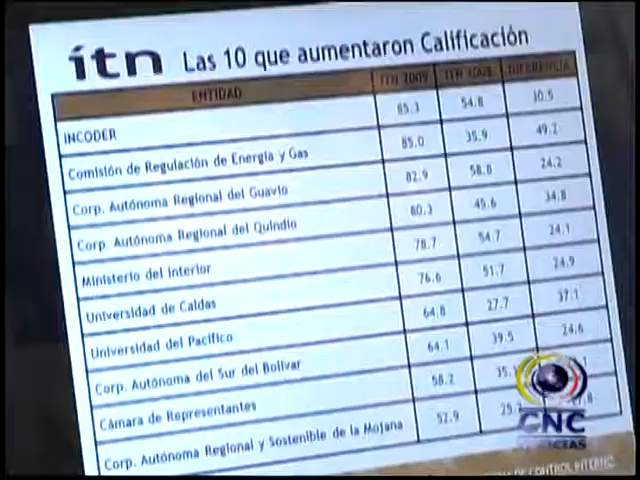 itn Las 10 que aumentaron Calificación
ENTIDAD ITN 2009 ITN 2008 DIFERENCIA
INCODER 85.3 54.8 30.5
Comisión de Regulación de Energía y Gas 85.0 35.9 49.2
Corp. Autónoma Regional del Guavio 82.9 58.8 24.2
Corp. Autónoma Regional del Quindío 80.3 45.6 34.8
Ministerio del Interior 78.7 54.7 24.1
Universidad de Caldas 76.6 51.7 24.9
Universidad del Pacífico 64.8 27.7 37.1
Corp. Autónoma del Sur del Bolívar 64.1 39.5 24.6
Cámara de Representantes 58.2
Corp. Autónoma Regional y Sostenible de la Mojana 52.9
CNC
NOTICIAS
DE CONTROL INTERNO